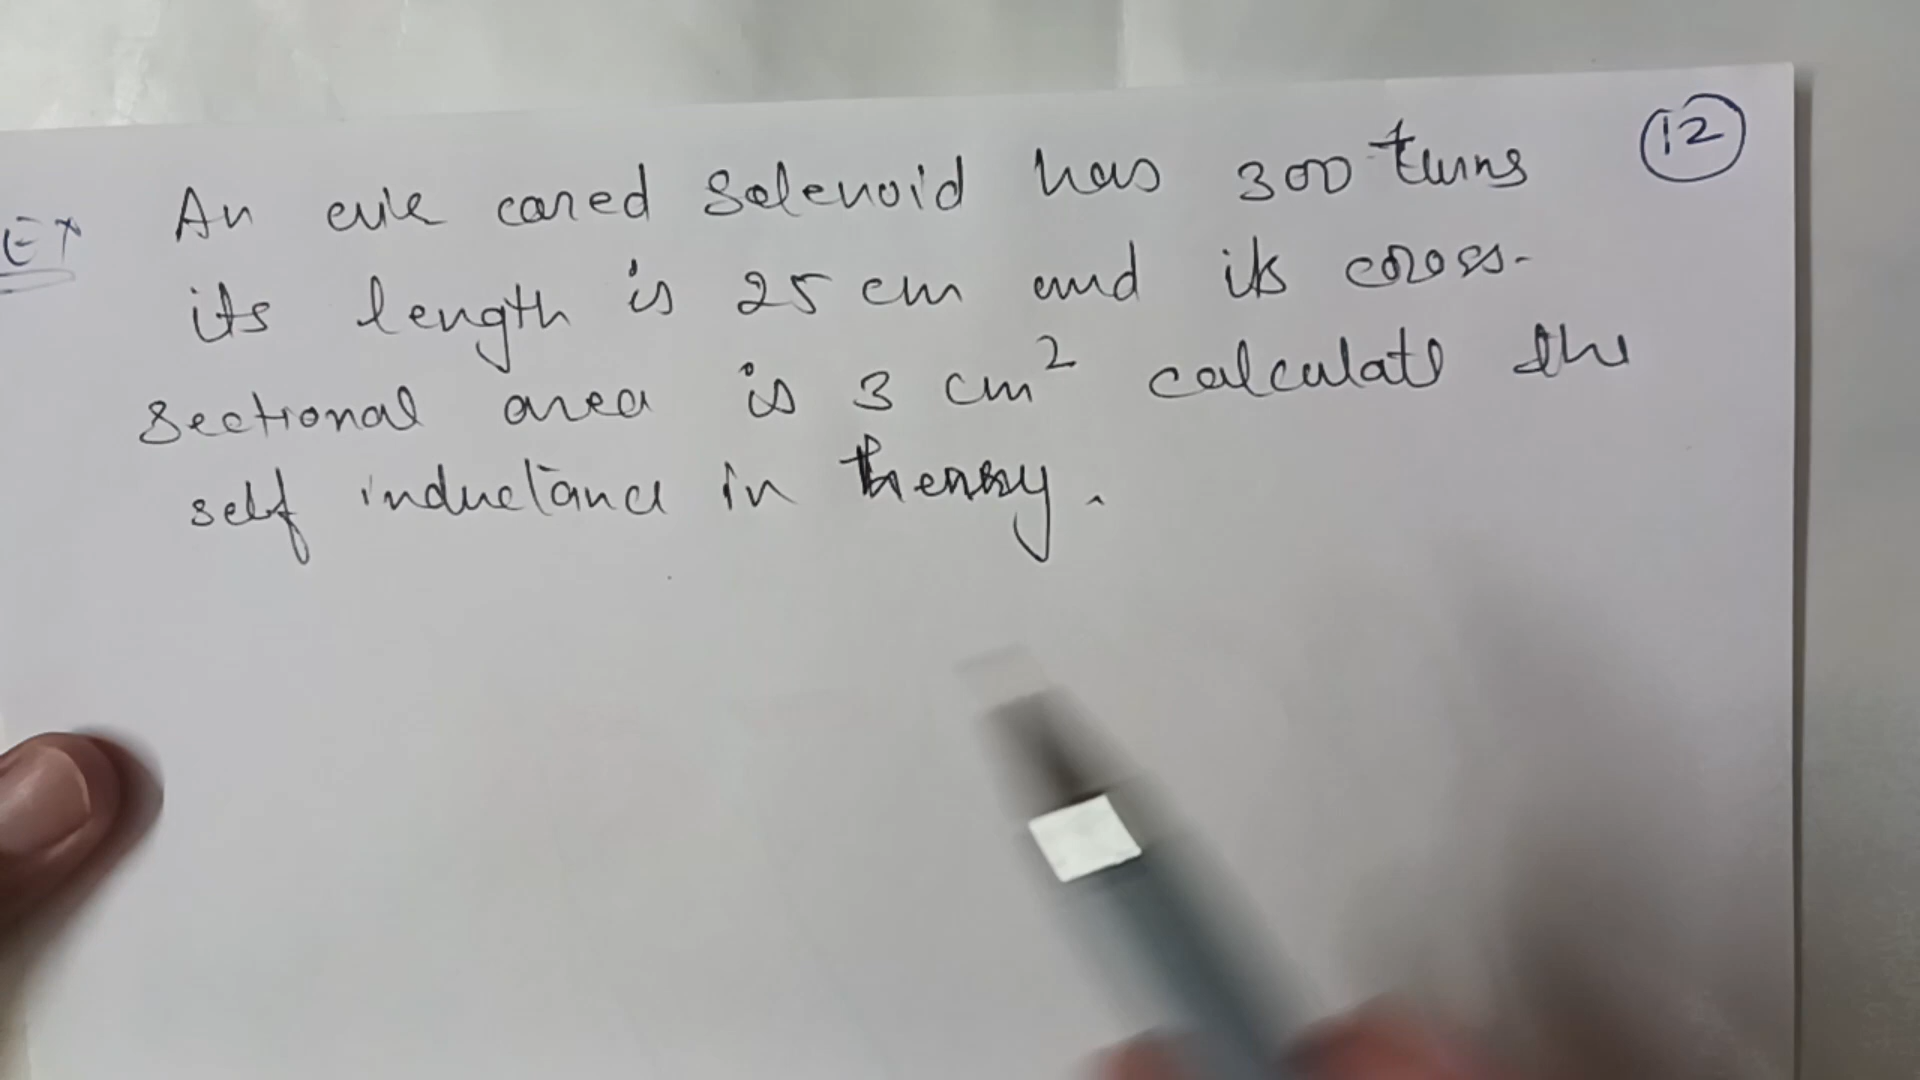 12
EX An air cored solenoid has 300 turns
its length is 25 cm and its cross-
sectional area is 3 cm² calculate the
self inductance in